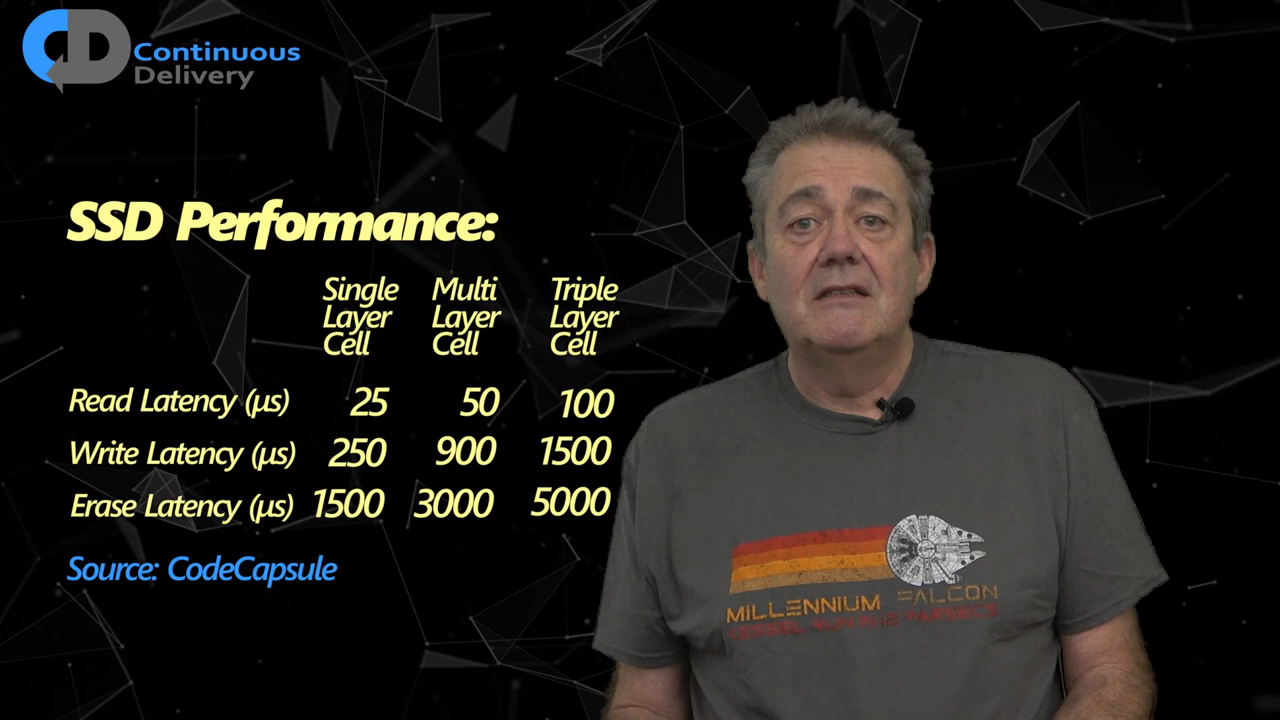 Continuous
Delivery
SSD Performance:
Single Layer Cell Multi Layer Cell Triple Layer Cell
Read Latency (µs) 25 50 100
Write Latency (µs) 250 900 1500
Erase Latency (µs) 1500 3000 5000
Source: CodeCapsule
MILLENNIUM FALCON